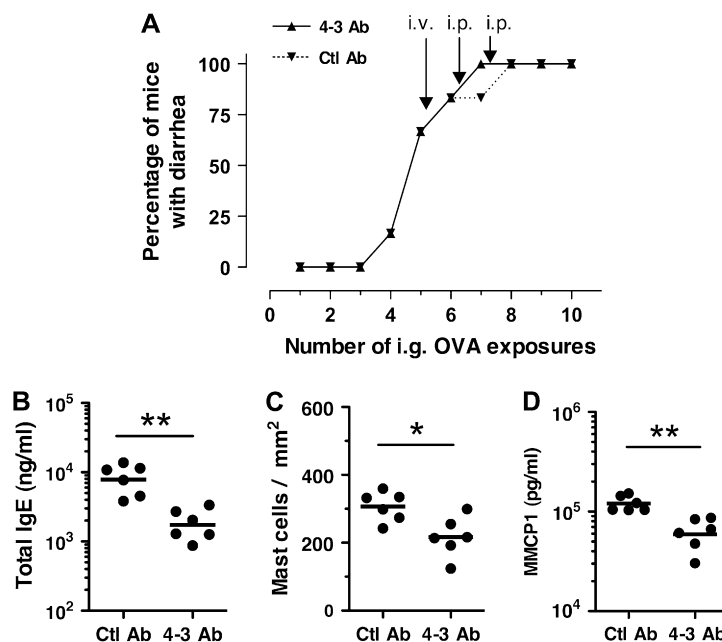 A
4-3 Ab
Ctl Ab
i.v. i.p. i.p.
Percentage of mice
with diarrhea
100
75
50
25
0
0 2 4 6 8 10
Number of i.g. OVA exposures
B
Total IgE (ng/ml)
10^5
10^4
10^3
10^2
**
Ctl Ab 4-3 Ab
C
Mast cells / mm^2
600
400
200
0
*
Ctl Ab 4-3 Ab
D
MMCP1 (pg/ml)
10^6
10^5
10^4
**
Ctl Ab 4-3 Ab